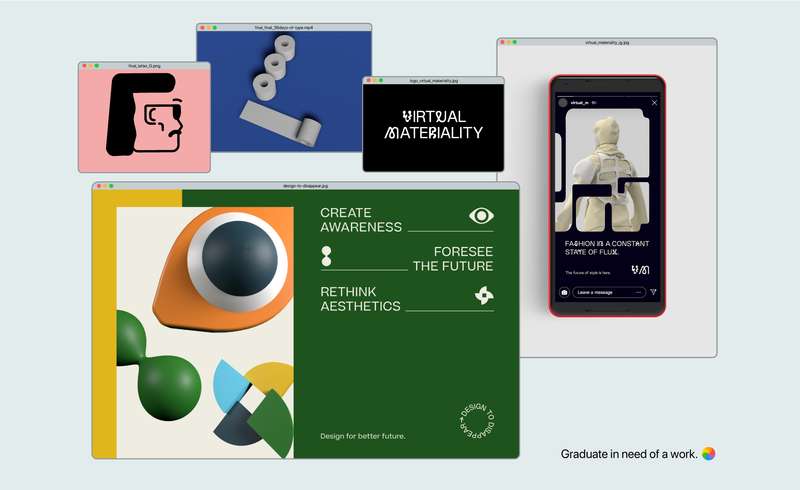 final_letter_G.png
final_final_36days-of-type.mp4
logo_virtual_materiality.jpg
VIRTUAL
MATERIALITY
virtual_materiality_ig.jpg
virtual_m
FASHION IS A CONSTANT
STATE OF FLUX.
The future of style is here.
V/M
Leave a message
design-to-disappear.jpg
CREATE
AWARENESS
FORESEE
THE FUTURE
RETHINK
AESTHETICS
Design for better future.
DESIGN TO DISAPPEAR
Graduate in need of a work.